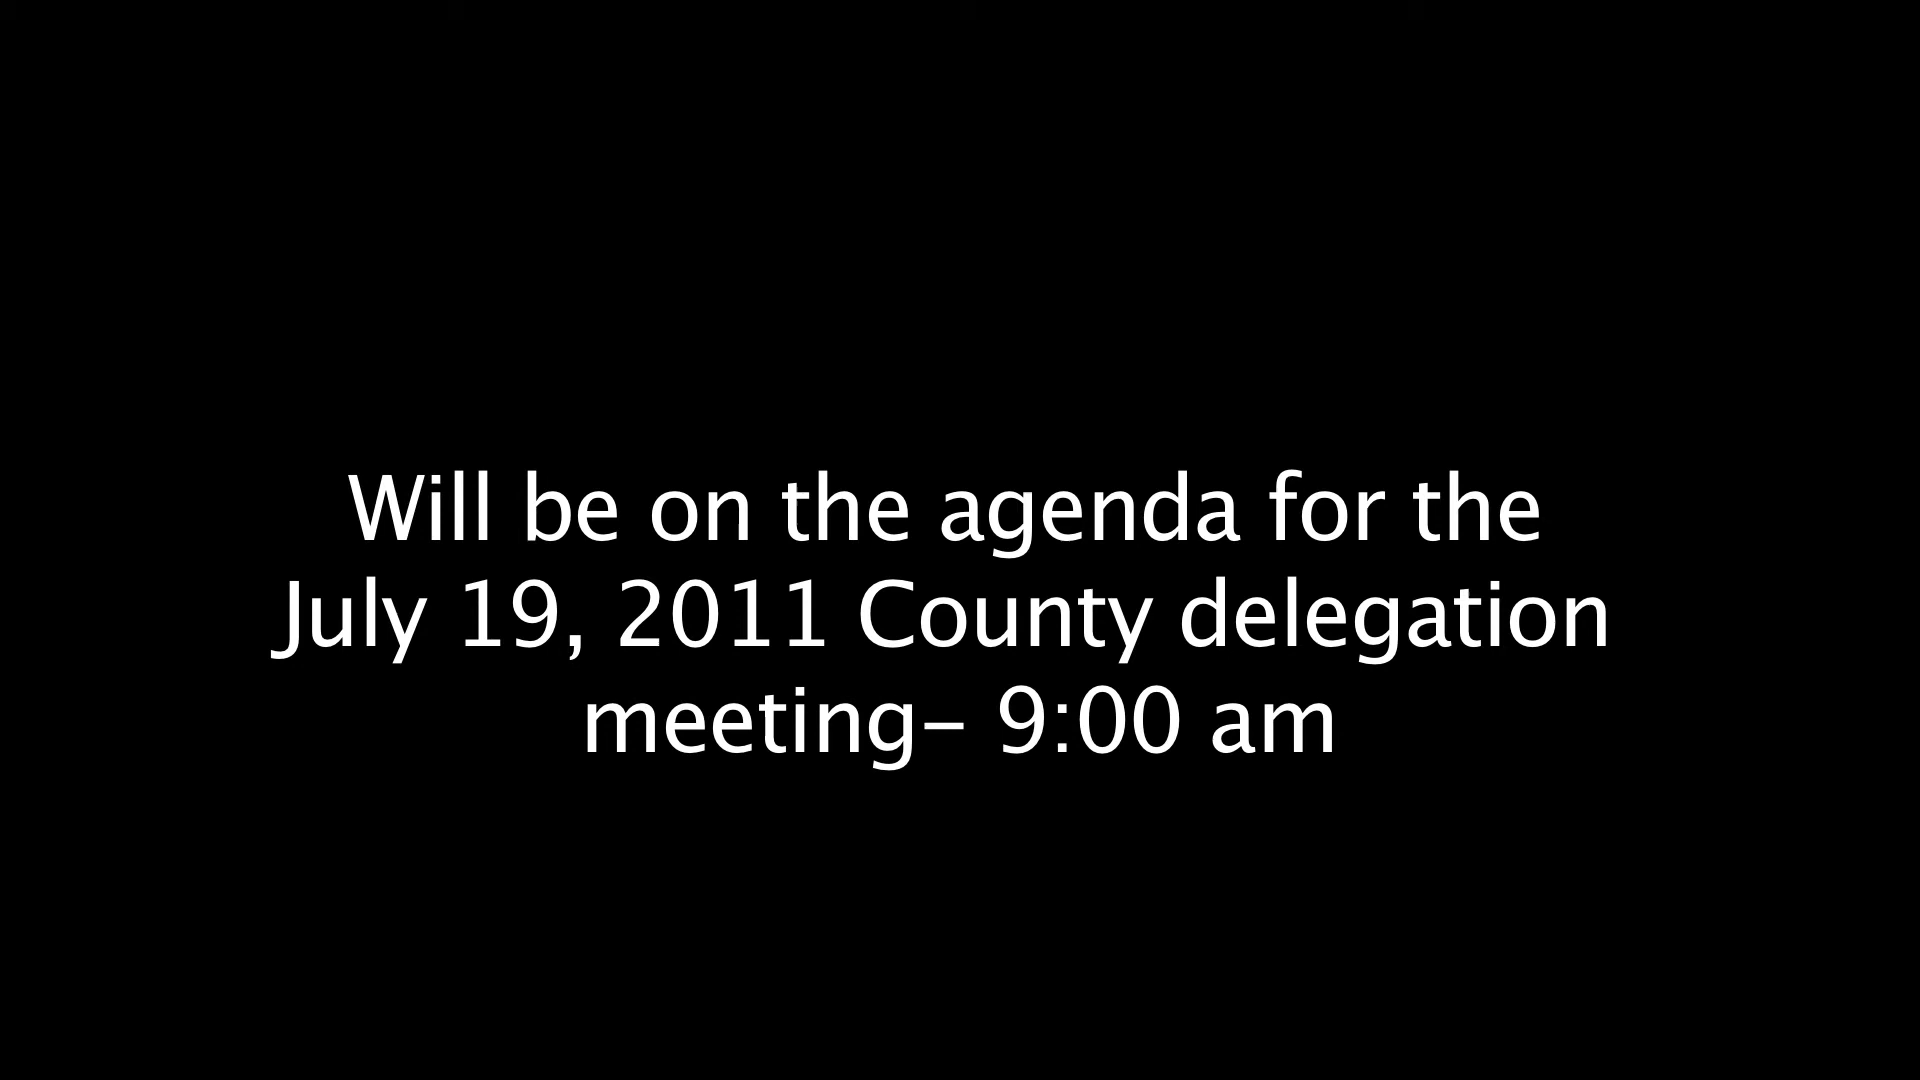 Will be on the agenda for the
July 19, 2011 County delegation
meeting- 9:00 am